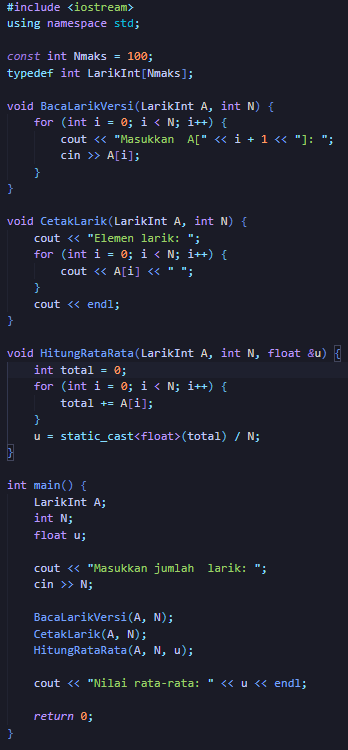 #include <iostream>
using namespace std;

const int Nmaks = 100;
typedef int LarikInt[Nmaks];

void BacaLarikVersi(LarikInt A, int N) {
    for (int i = 0; i < N; i++) {
        cout << "Masukkan  A[" << i + 1 << "]: ";
        cin >> A[i];
    }
}

void CetakLarik(LarikInt A, int N) {
    cout << "Elemen larik: ";
    for (int i = 0; i < N; i++) {
        cout << A[i] << " ";
    }
    cout << endl;
}

void HitungRataRata(LarikInt A, int N, float &u) {
    int total = 0;
    for (int i = 0; i < N; i++) {
        total += A[i];
    }
    u = static_cast<float>(total) / N;
}

int main() {
    LarikInt A;
    int N;
    float u;

    cout << "Masukkan jumlah  larik: ";
    cin >> N;

    BacaLarikVersi(A, N);
    CetakLarik(A, N);
    HitungRataRata(A, N, u);

    cout << "Nilai rata-rata: " << u << endl;

    return 0;
}